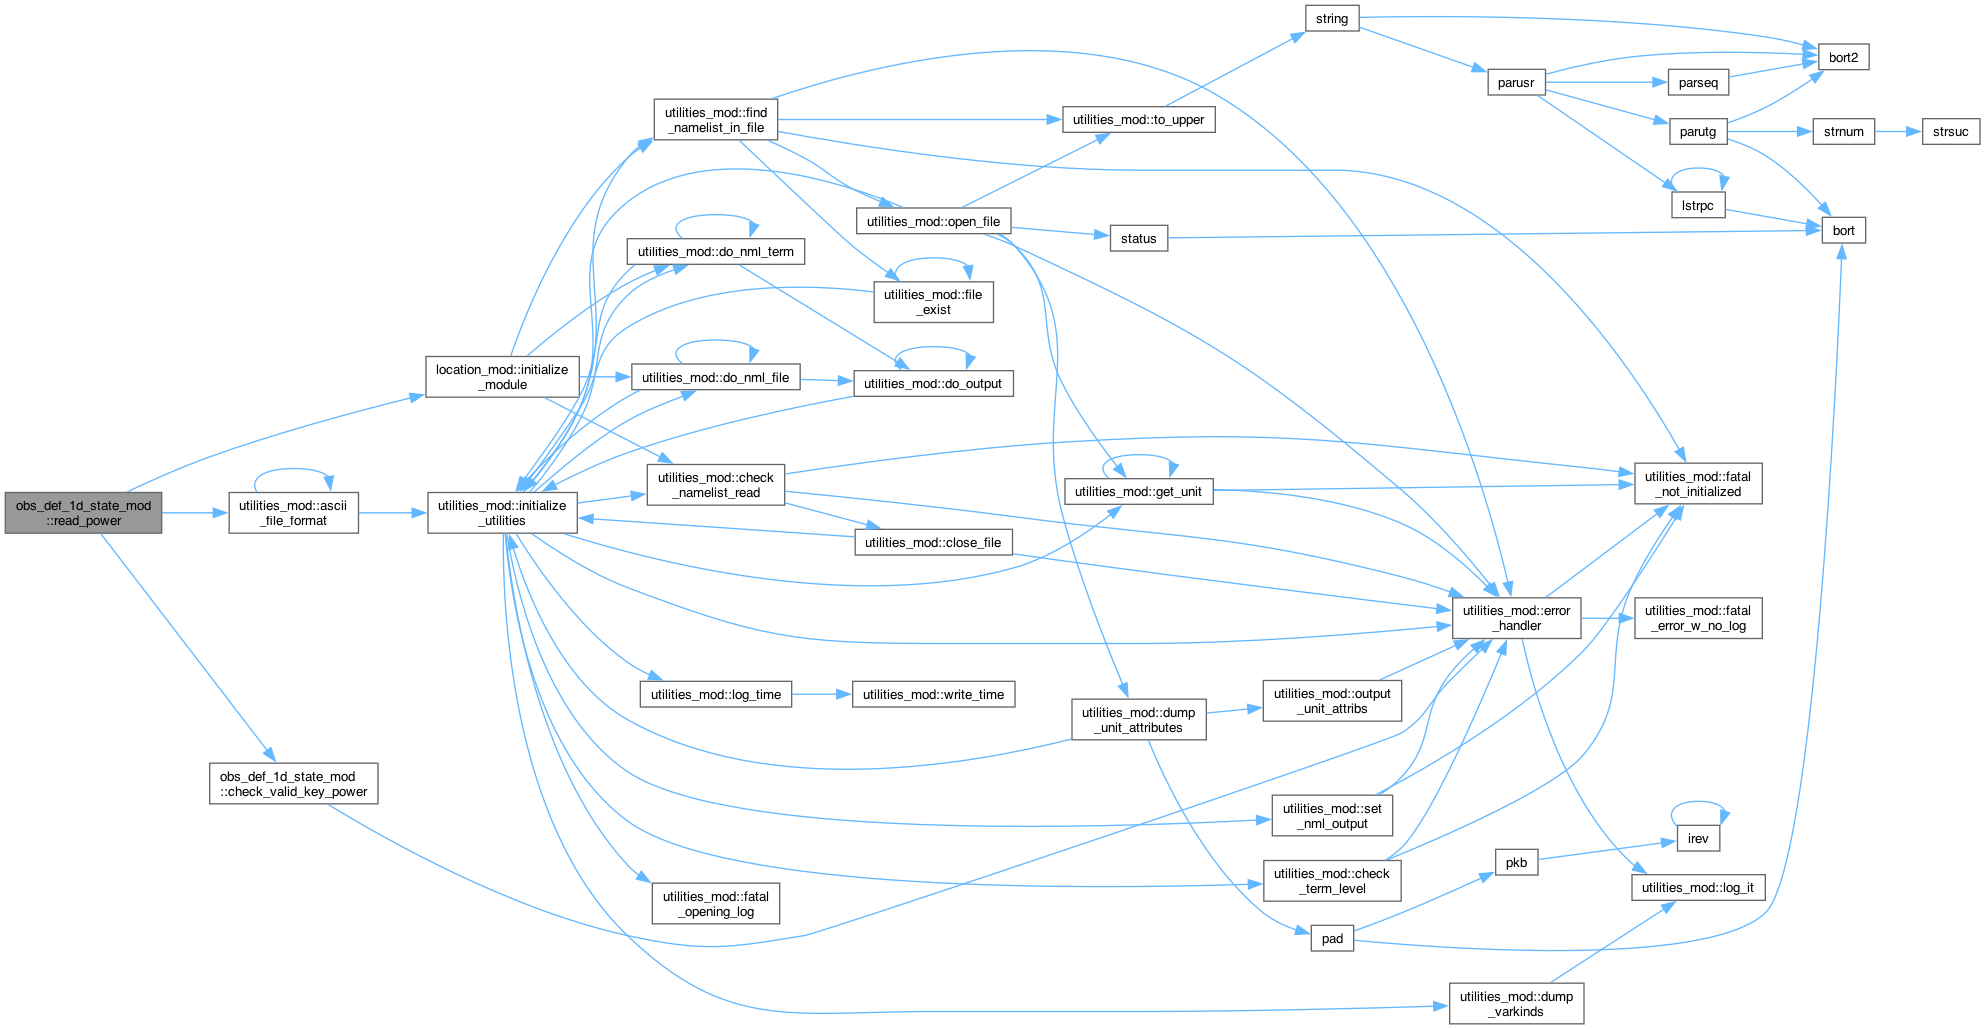 obs_def_1d_state_mod
::read_power
location_mod::initialize
_module
utilities_mod::ascii
_file_format
obs_def_1d_state_mod
::check_valid_key_power
utilities_mod::initialize
_utilities
utilities_mod::find
_namelist_in_file
utilities_mod::do_nml_term
utilities_mod::do_nml_file
utilities_mod::check
_namelist_read
utilities_mod::log_time
utilities_mod::fatal
_opening_log
utilities_mod::open_file
utilities_mod::file
_exist
utilities_mod::do_output
utilities_mod::close_file
utilities_mod::write_time
utilities_mod::to_upper
status
utilities_mod::get_unit
utilities_mod::dump
_unit_attributes
string
utilities_mod::output
_unit_attribs
utilities_mod::set
_nml_output
utilities_mod::check
_term_level
pad
parusr
utilities_mod::error
_handler
pkb
utilities_mod::dump
_varkinds
parseq
parutg
lstrpc
utilities_mod::fatal
_not_initialized
utilities_mod::fatal
_error_w_no_log
irev
utilities_mod::log_it
bort2
strnum
bort
strsuc